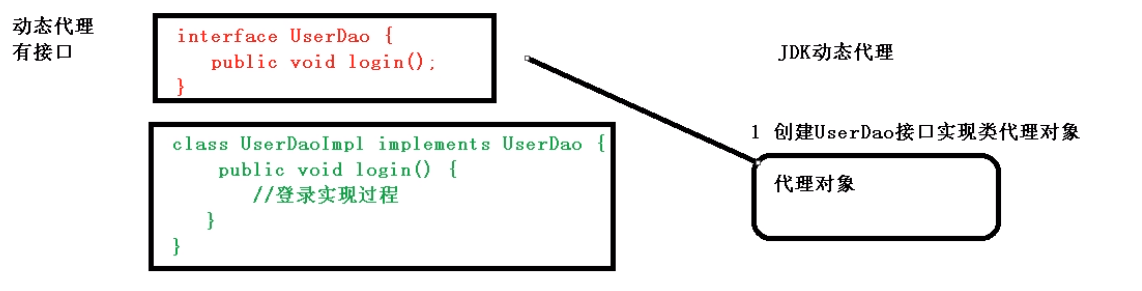 动态代理
有接口
interface UserDao {
public void login();
}
class UserDaoImpl implements UserDao {
public void login() {
//登录实现过程
}
}
JDK动态代理
1 创建UserDao接口实现类代理对象
代理对象